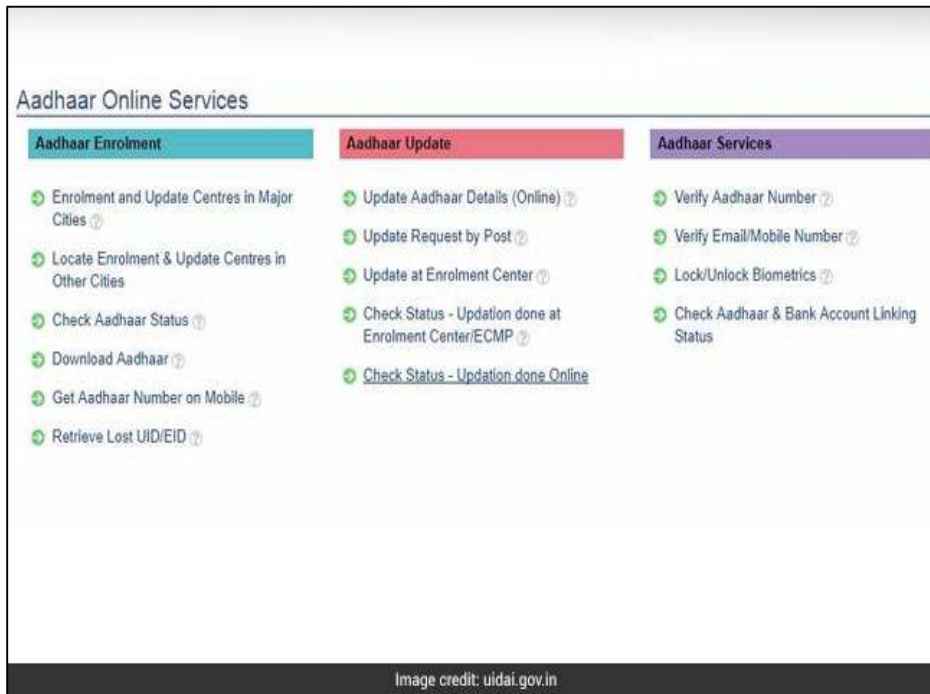 Aadhaar Online Services
Aadhaar Enrolment
Enrolment and Update Centres in Major
Cities ?
Locate Enrolment & Update Centres in
Other Cities
Check Aadhaar Status ?
Download Aadhaar ?
Get Aadhaar Number on Mobile ?
Retrieve Lost UID/EID ?
Aadhaar Update
Update Aadhaar Details (Online) ?
Update Request by Post ?
Update at Enrolment Center ?
Check Status - Updation done at
Enrolment Center/ECMP ?
Check Status - Updation done Online
Aadhaar Services
Verify Aadhaar Number ?
Verify Email/Mobile Number ?
Lock/Unlock Biometrics ?
Check Aadhaar & Bank Account Linking
Status
Image credit: uidai.gov.in